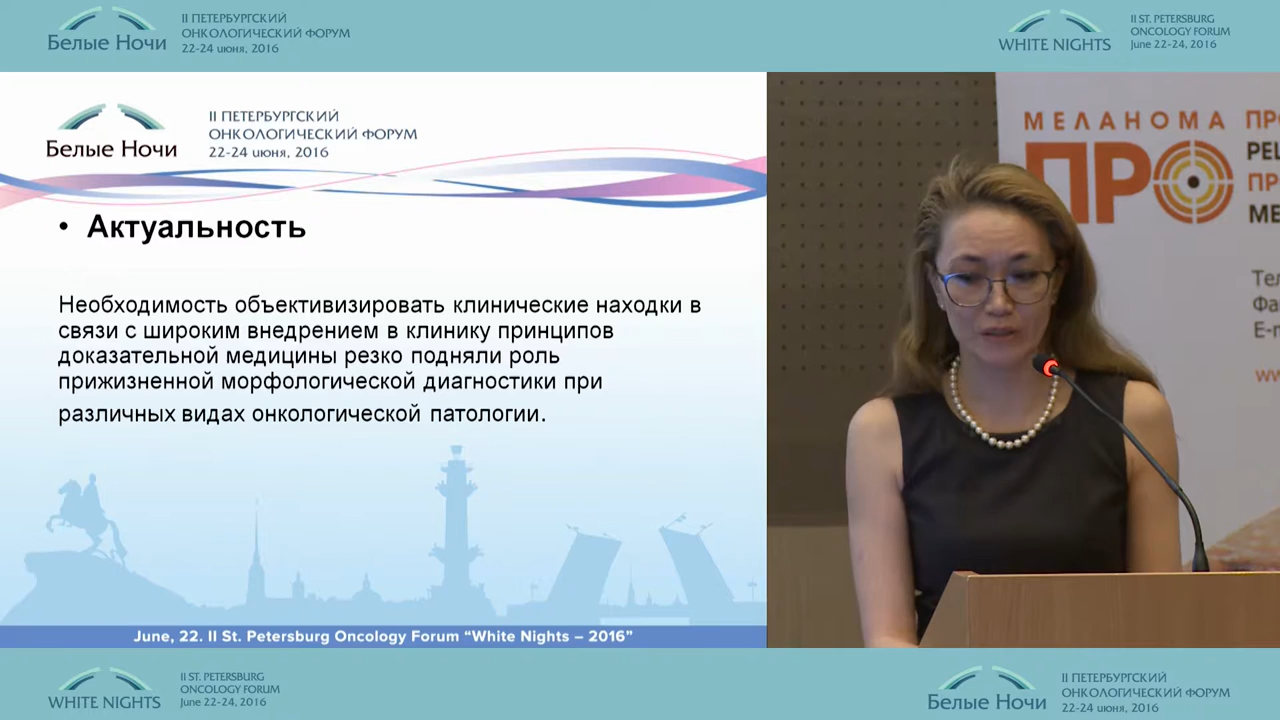 Белые Ночи
II ПЕТЕРБУРГСКИЙ
ОНКОЛОГИЧЕСКИЙ ФОРУМ
22-24 июня, 2016
WHITE NIGHTS
II ST. PETERSBURG
ONCOLOGY FORUM
June 22-24, 2016
Белые Ночи
II ПЕТЕРБУРГСКИЙ
ОНКОЛОГИЧЕСКИЙ ФОРУМ
22-24 июня, 2016
• Актуальность
Необходимость объективизировать клинические находки в
связи с широким внедрением в клинику принципов
доказательной медицины резко подняли роль
прижизненной морфологической диагностики при
различных видах онкологической патологии.
June, 22. II St. Petersburg Oncology Forum “White Nights – 2016”
МЕЛАНОМА
ПРО
WHITE NIGHTS
II ST. PETERSBURG
ONCOLOGY FORUM
June 22-24, 2016
Белые Ночи
II ПЕТЕРБУРГСКИЙ
ОНКОЛОГИЧЕСКИЙ ФОРУМ
22-24 июня, 2016